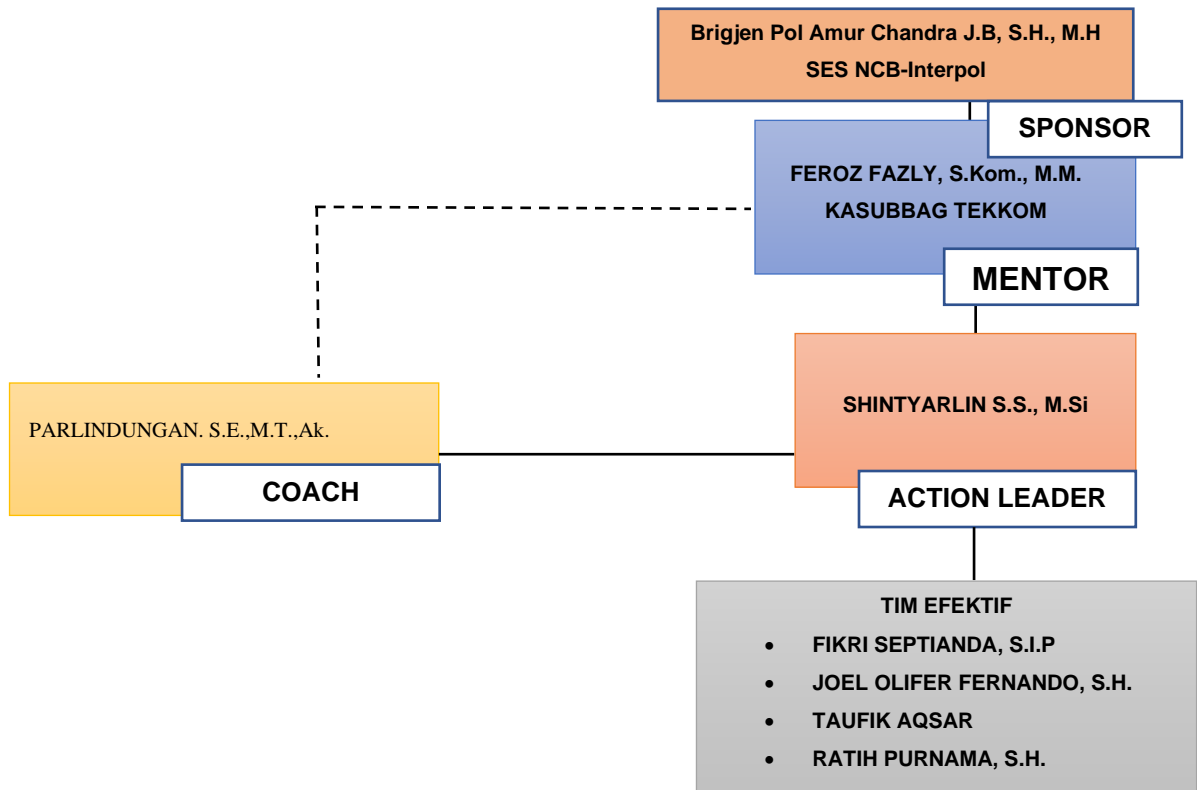 Brigjen Pol Amur Chandra J.B, S.H., M.H
SES NCB-Interpol
SPONSOR
FEROZ FAZLY, S.Kom., M.M.
KASUBBAG TEKKOM
MENTOR
SHINTYARLIN S.S., M.Si
ACTION LEADER
PARLINDUNGAN. S.E.,M.T.,Ak.
COACH
TIM EFEKTIF
• FIKRI SEPTIANDA, S.I.P
• JOEL OLIFER FERNANDO, S.H.
• TAUFIK AQSAR
• RATIH PURNAMA, S.H.